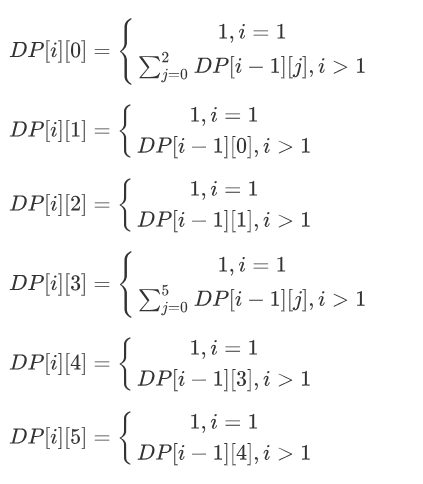 DP[i][0] = { 1, i = 1
∑_{j=0}^{2} DP[i − 1][j], i > 1
DP[i][1] = { 1, i = 1
DP[i − 1][0], i > 1
DP[i][2] = { 1, i = 1
DP[i − 1][1], i > 1
DP[i][3] = { 1, i = 1
∑_{j=0}^{5} DP[i − 1][j], i > 1
DP[i][4] = { 1, i = 1
DP[i − 1][3], i > 1
DP[i][5] = { 1, i = 1
DP[i − 1][4], i > 1